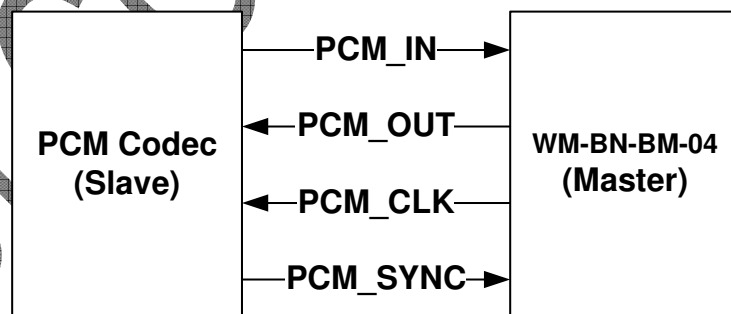 PCM Codec
(Slave)
PCM_IN
PCM_OUT
PCM_CLK
PCM_SYNC
WM-BN-BM-04
(Master)